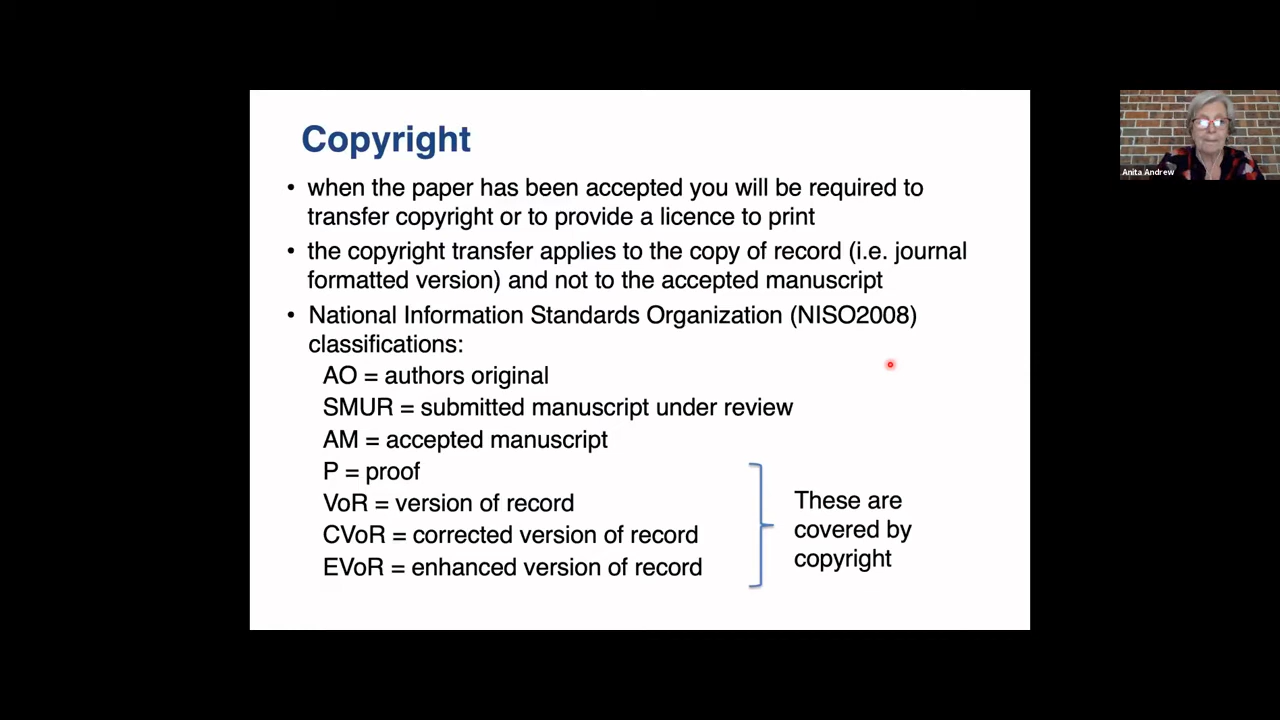 Copyright
• when the paper has been accepted you will be required to
transfer copyright or to provide a licence to print
• the copyright transfer applies to the copy of record (i.e. journal
formatted version) and not to the accepted manuscript
• National Information Standards Organization (NISO2008)
classifications:
AO = authors original
SMUR = submitted manuscript under review
AM = accepted manuscript
P = proof
VoR = version of record
CVoR = corrected version of record
EVoR = enhanced version of record
These are
covered by
copyright
Anita Andrew